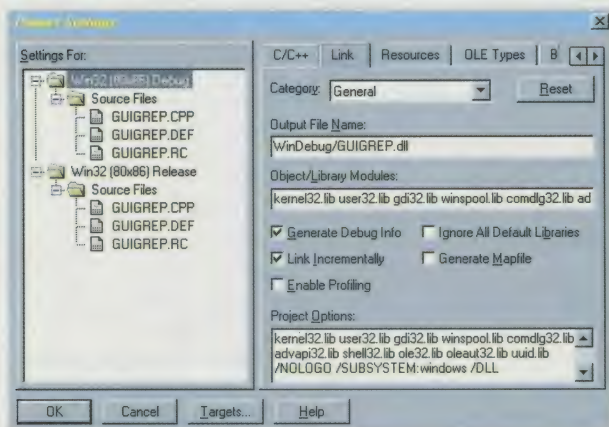 Project Settings
Settings For:
Win32 (80x86) Debug
Source Files
GUIGREP.CPP
GUIGREP.DEF
GUIGREP.RC
Win32 (80x86) Release
Source Files
GUIGREP.CPP
GUIGREP.DEF
GUIGREP.RC
C/C++ Link Resources OLE Types B
Category: General Reset
Output File Name:
WinDebug/GUIGREP.dll
Object/Library Modules:
kernel32.lib user32.lib gdi32.lib winspool.lib comdlg32.lib ad
Generate Debug Info Ignore All Default Libraries
Link Incrementally Generate Mapfile
Enable Profiling
Project Options:
kernel32.lib user32.lib gdi32.lib winspool.lib comdlg32.lib
advapi32.lib shell32.lib ole32.lib oleaut32.lib uuid.lib
/NOLOGO /SUBSYSTEM:windows /DLL
OK Cancel Targets... Help